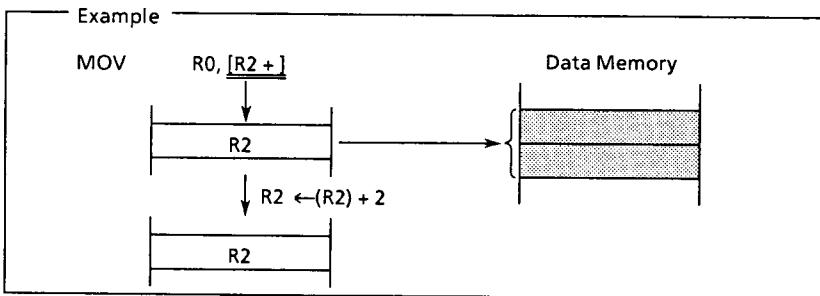 Example
MOV R0, [R2 + ] Data Memory
R2
R2 ←(R2) + 2
R2